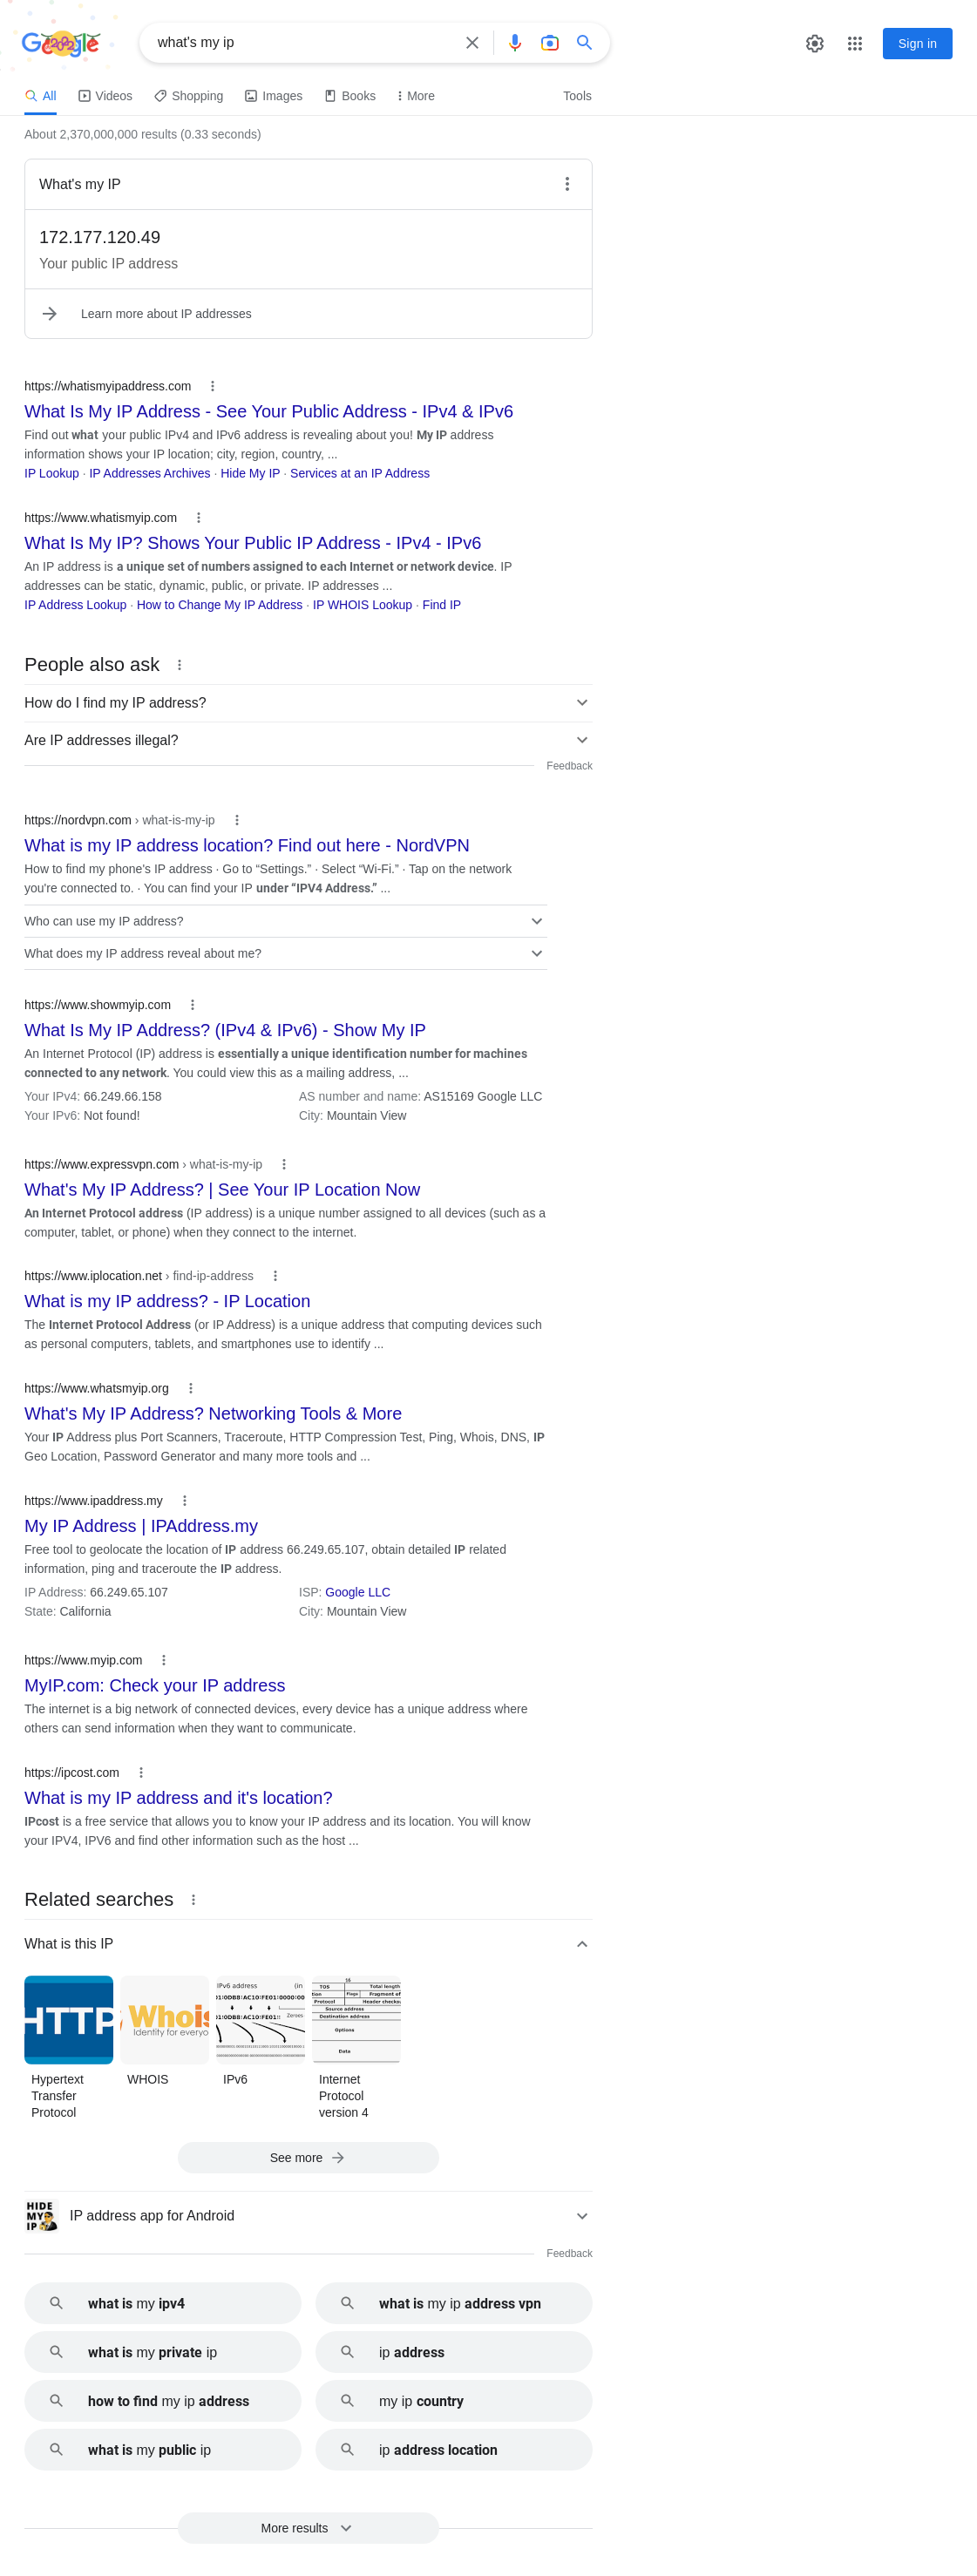 Google
what's my ip
Sign in
All
Videos
Shopping
Images
Books
More
Tools
About 2,370,000,000 results (0.33 seconds)
What's my IP
172.177.120.49
Your public IP address
Learn more about IP addresses
https://whatismyipaddress.com
What Is My IP Address - See Your Public Address - IPv4 & IPv6
Find out what your public IPv4 and IPv6 address is revealing about you! My IP address
information shows your IP location; city, region, country, ...
IP Lookup · IP Addresses Archives · Hide My IP · Services at an IP Address
https://www.whatismyip.com
What Is My IP? Shows Your Public IP Address - IPv4 - IPv6
An IP address is a unique set of numbers assigned to each Internet or network device. IP
addresses can be static, dynamic, public, or private. IP addresses ...
IP Address Lookup · How to Change My IP Address · IP WHOIS Lookup · Find IP
People also ask
How do I find my IP address?
Are IP addresses illegal?
Feedback
https://nordvpn.com › what-is-my-ip
What is my IP address location? Find out here - NordVPN
How to find my phone's IP address · Go to “Settings.” · Select “Wi-Fi.” · Tap on the network
you're connected to. · You can find your IP under “IPV4 Address.” ...
Who can use my IP address?
What does my IP address reveal about me?
https://www.showmyip.com
What Is My IP Address? (IPv4 & IPv6) - Show My IP
An Internet Protocol (IP) address is essentially a unique identification number for machines
connected to any network. You could view this as a mailing address, ...
Your IPv4: 66.249.66.158
AS number and name: AS15169 Google LLC
Your IPv6: Not found!
City: Mountain View
https://www.expressvpn.com › what-is-my-ip
What's My IP Address? | See Your IP Location Now
An Internet Protocol address (IP address) is a unique number assigned to all devices (such as a
computer, tablet, or phone) when they connect to the internet.
https://www.iplocation.net › find-ip-address
What is my IP address? - IP Location
The Internet Protocol Address (or IP Address) is a unique address that computing devices such
as personal computers, tablets, and smartphones use to identify ...
https://www.whatsmyip.org
What's My IP Address? Networking Tools & More
Your IP Address plus Port Scanners, Traceroute, HTTP Compression Test, Ping, Whois, DNS, IP
Geo Location, Password Generator and many more tools and ...
https://www.ipaddress.my
My IP Address | IPAddress.my
Free tool to geolocate the location of IP address 66.249.65.107, obtain detailed IP related
information, ping and traceroute the IP address.
IP Address: 66.249.65.107
ISP: Google LLC
State: California
City: Mountain View
https://www.myip.com
MyIP.com: Check your IP address
The internet is a big network of connected devices, every device has a unique address where
others can send information when they want to communicate.
https://ipcost.com
What is my IP address and it's location?
IPcost is a free service that allows you to know your IP address and its location. You will know
your IPV4, IPV6 and find other information such as the host ...
Related searches
What is this IP
HTTP
Whois
Identity for everyo
IPv6 address (in
Zeroes
16
TOS
Total length
Flags
Fragment of
Protocol
Header checks
Source address
Destination address
Options
Data
Hypertext
Transfer
Protocol
WHOIS
IPv6
Internet
Protocol
version 4
See more
HIDE
MY
IP
IP address app for Android
Feedback
what is my ipv4
what is my ip address vpn
what is my private ip
ip address
how to find my ip address
my ip country
what is my public ip
ip address location
More results